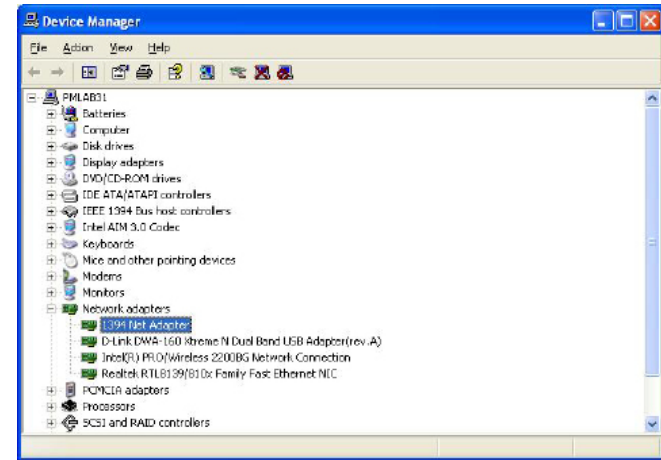 Device Manager
File Action View Help
PMLAB31
Batteries
Computer
Disk drives
Display adapters
DVD/CD-ROM drives
IDE ATA/ATAPI controllers
IEEE 1394 Bus host controllers
Intel AIM 3.0 Codec
Keyboards
Mice and other pointing devices
Modems
Monitors
Network adapters
1394 Net Adapter
D-Link DWA-160 Xtreme N Dual Band USB Adapter(rev.A)
Intel(R) PRO/Wireless 2200BG Network Connection
Realtek RTL8139/810x Family Fast Ethernet NIC
PCMCIA adapters
Processors
SCSI and RAID controllers